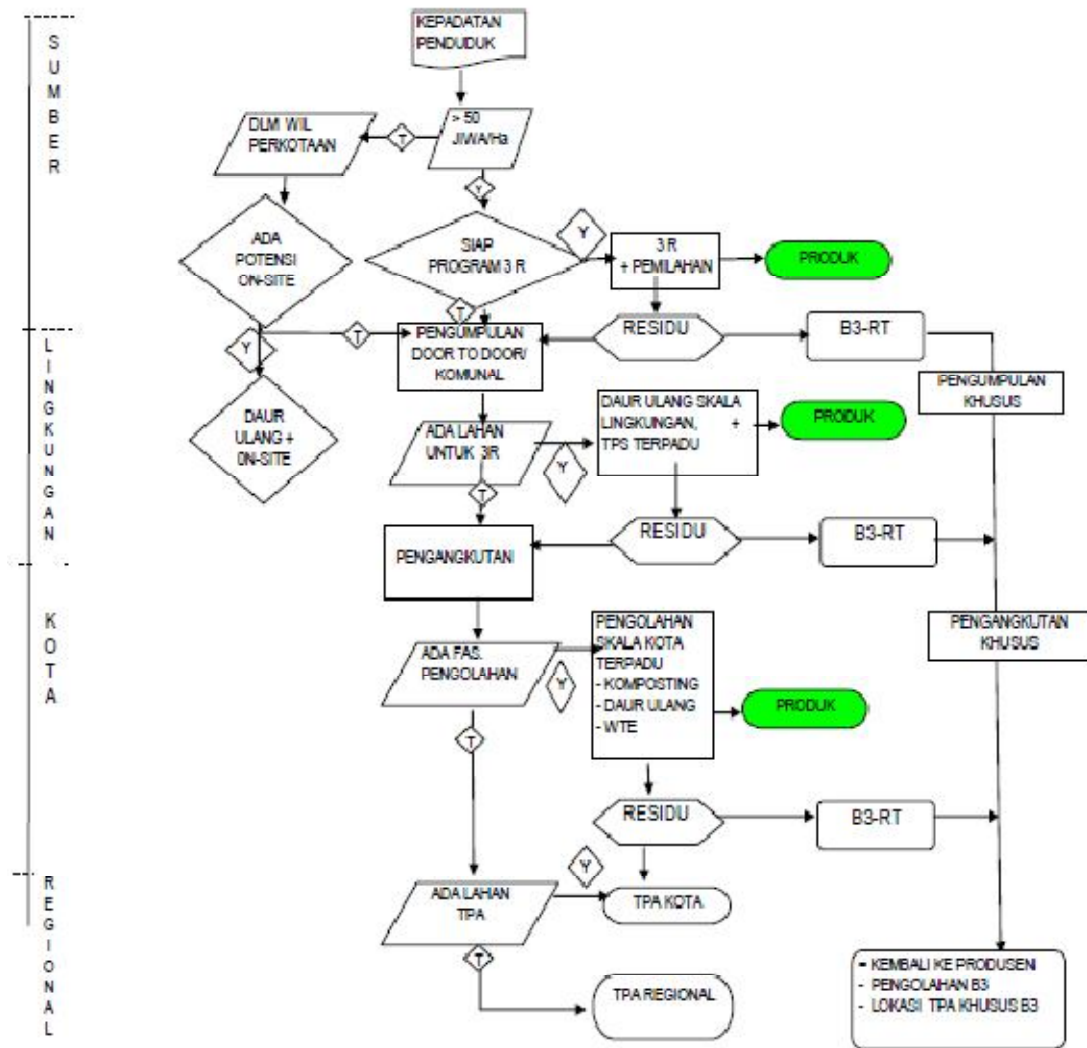 SUMBER
KEPADATAN
PENDUDUK
> 50
JIWA/Ha
T
DLM WIL
PERKOTAAN
Y
ADA
POTENSI
ON-SITE
SIAP
PROGRAM 3 R
Y
3 R
+ PEMILAHAN
PRODUK
T
LINGKUNGAN
Y
T
PENGUMPULAN
DOOR TO DOOR/
KOMUNAL
RESIDU
B3-RT
PENGUMPULAN
KHUSUS
DAUR
ULANG +
ON-SITE
ADA LAHAN
UNTUK 3R
Y
DAUR ULANG SKALA
LINGKUNGAN, +
TPS TERPADU
PRODUK
T
PENGANGKUTAN
RESIDU
B3-RT
KOTA
PENGANGKUTAN
KHUSUS
ADA FAS.
PENGOLAHAN
Y
PENGOLAHAN
SKALA KOTA
TERPADU
- KOMPOSTING
- DAUR ULANG
- WTE
PRODUK
T
RESIDU
B3-RT
REGIONAL
ADA LAHAN
TPA
Y
TPA KOTA
T
TPA REGIONAL
- KEMBALI KE PRODUSEN
- PENGOLAHAN B3
- LOKASI TPA KHUSUS B3